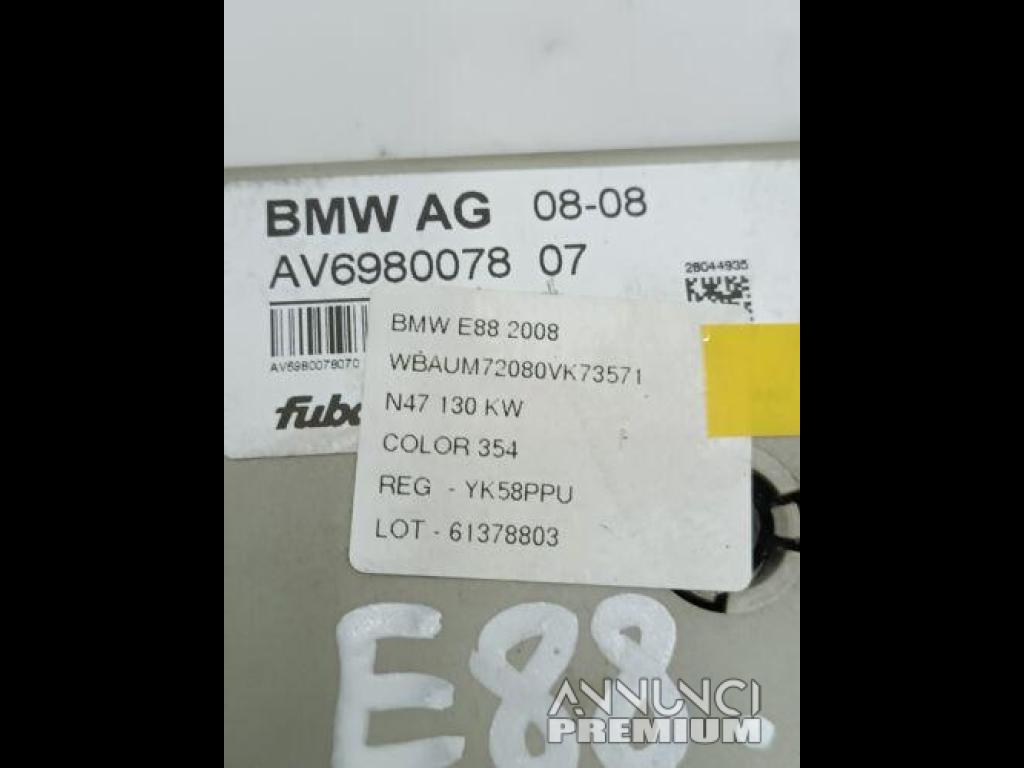 BMW AG 08-08
AV6980078 07
28044935
AV6980078070
fuba
BMW E88 2008
WBAUM72080VK73571
N47 130 KW
COLOR 354
REG - YK58PPU
LOT - 61378803
E88
ANNUNCI
PREMIUM